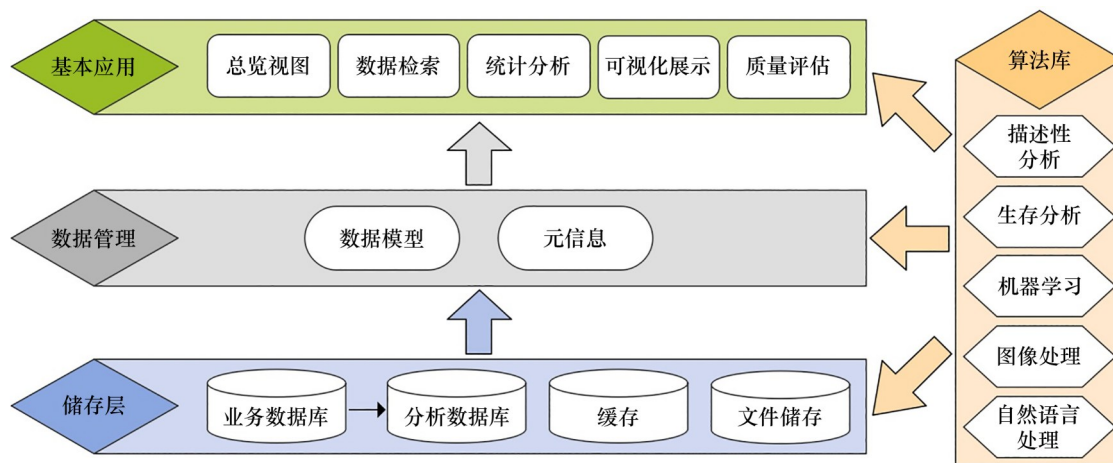 基本应用
总览视图
数据检索
统计分析
可视化展示
质量评估
数据管理
数据模型
元信息
储存层
业务数据库
分析数据库
缓存
文件储存
算法库
描述性
分析
生存分析
机器学习
图像处理
自然语言
处理